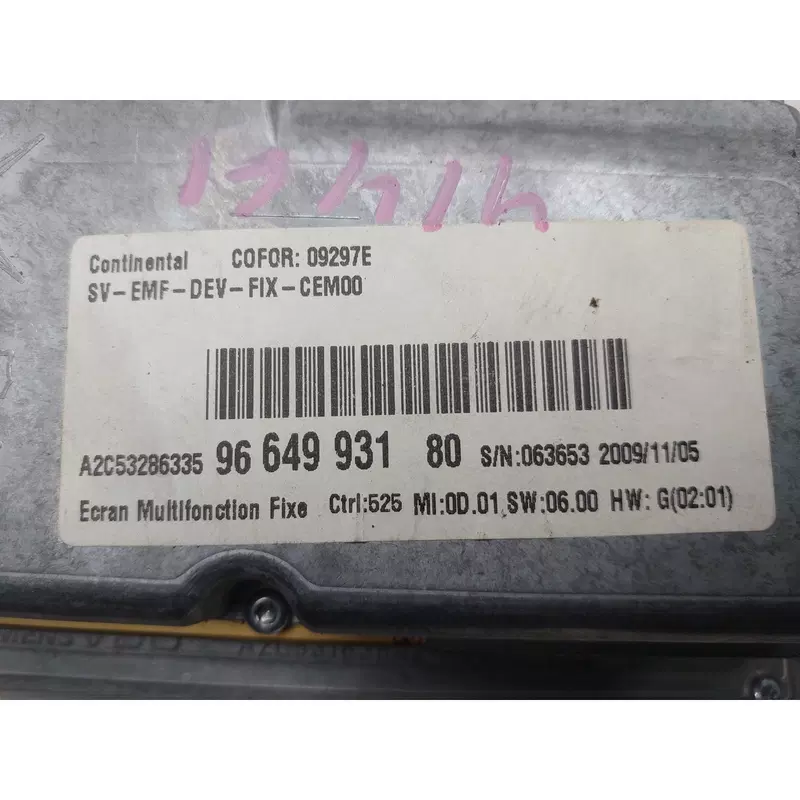 Continental COFOR: 09297E
SV-EMF-DEV-FIX-CEM00
A2C53286335 96 649 931 80 S/N:063653 2009/11/05
Ecran Multifonction Fixe Ctrl:525 MI:0D.01 SW:06.00 HW: G(02:01)